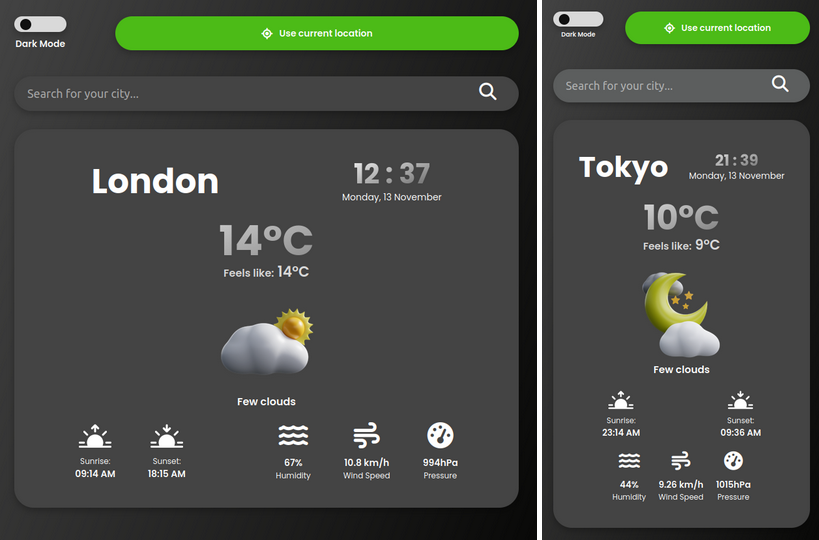 Dark Mode
Use current location
Search for your city...
London
12 : 37
Monday, 13 November
14°C
Feels like: 14°C
Few clouds
Sunrise:
09:14 AM
Sunset:
18:15 AM
67%
Humidity
10.8 km/h
Wind Speed
994hPa
Pressure
Dark Mode
Use current location
Search for your city...
Tokyo
21 : 39
Monday, 13 November
10°C
Feels like: 9°C
Few clouds
Sunrise:
23:14 AM
Sunset:
09:36 AM
44%
Humidity
9.26 km/h
Wind Speed
1015hPa
Pressure